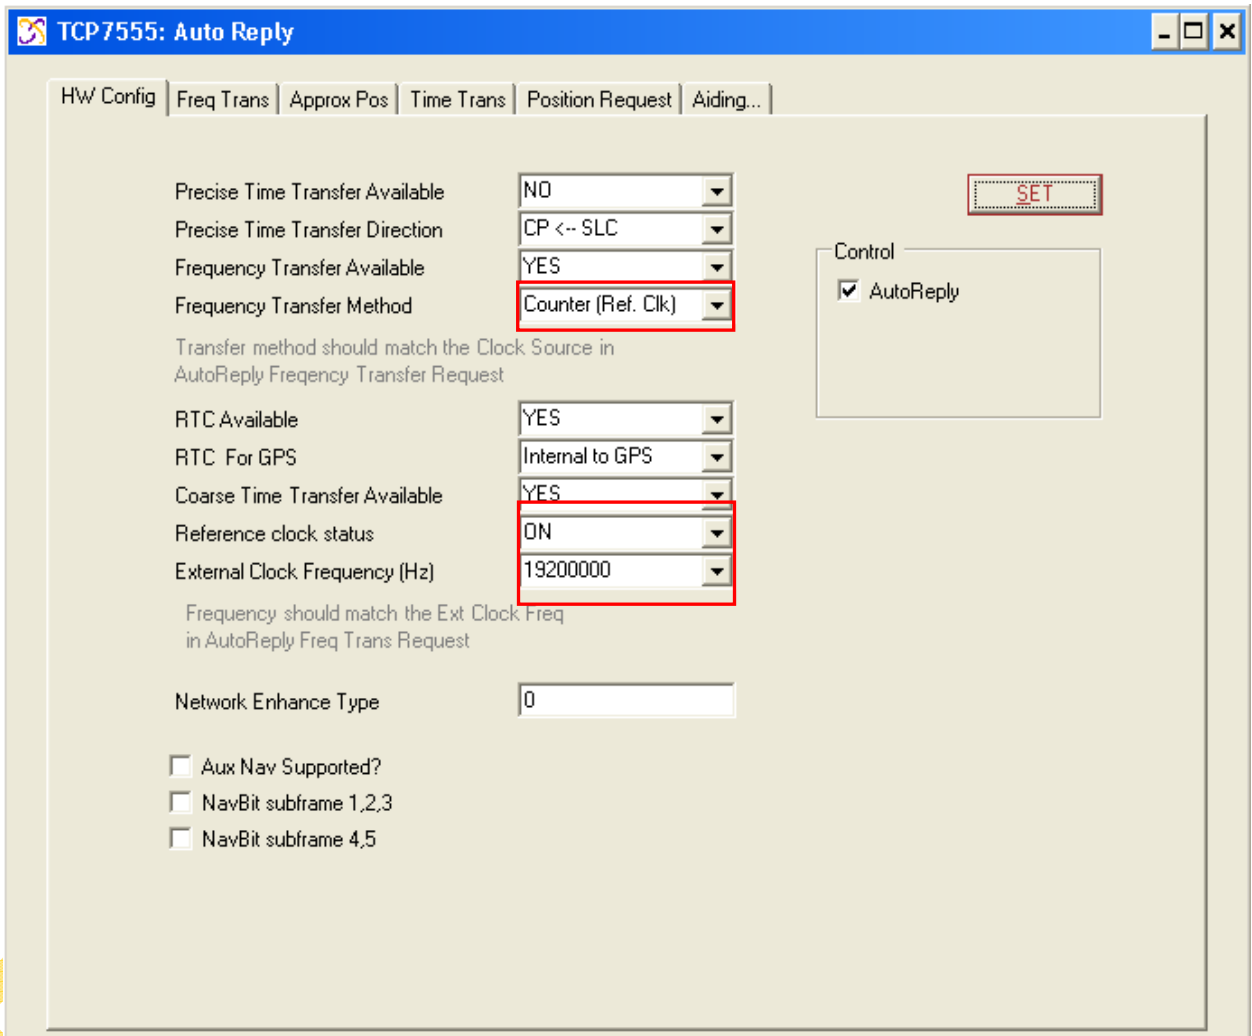 TCP7555: Auto Reply
HW Config Freq Trans Approx Pos Time Trans Position Request Aiding...
Precise Time Transfer Available NO
SET
Precise Time Transfer Direction CP <-- SLC
Control
Frequency Transfer Available YES
AutoReply
Frequency Transfer Method Counter (Ref. Clk)
Transfer method should match the Clock Source in
AutoReply Freqency Transfer Request
RTC Available YES
RTC For GPS Internal to GPS
Coarse Time Transfer Available YES
Reference clock status ON
External Clock Frequency (Hz) 19200000
Frequency should match the Ext Clock Freq
in AutoReply Freq Trans Request
Network Enhance Type 0
Aux Nav Supported?
NavBit subframe 1,2,3
NavBit subframe 4,5